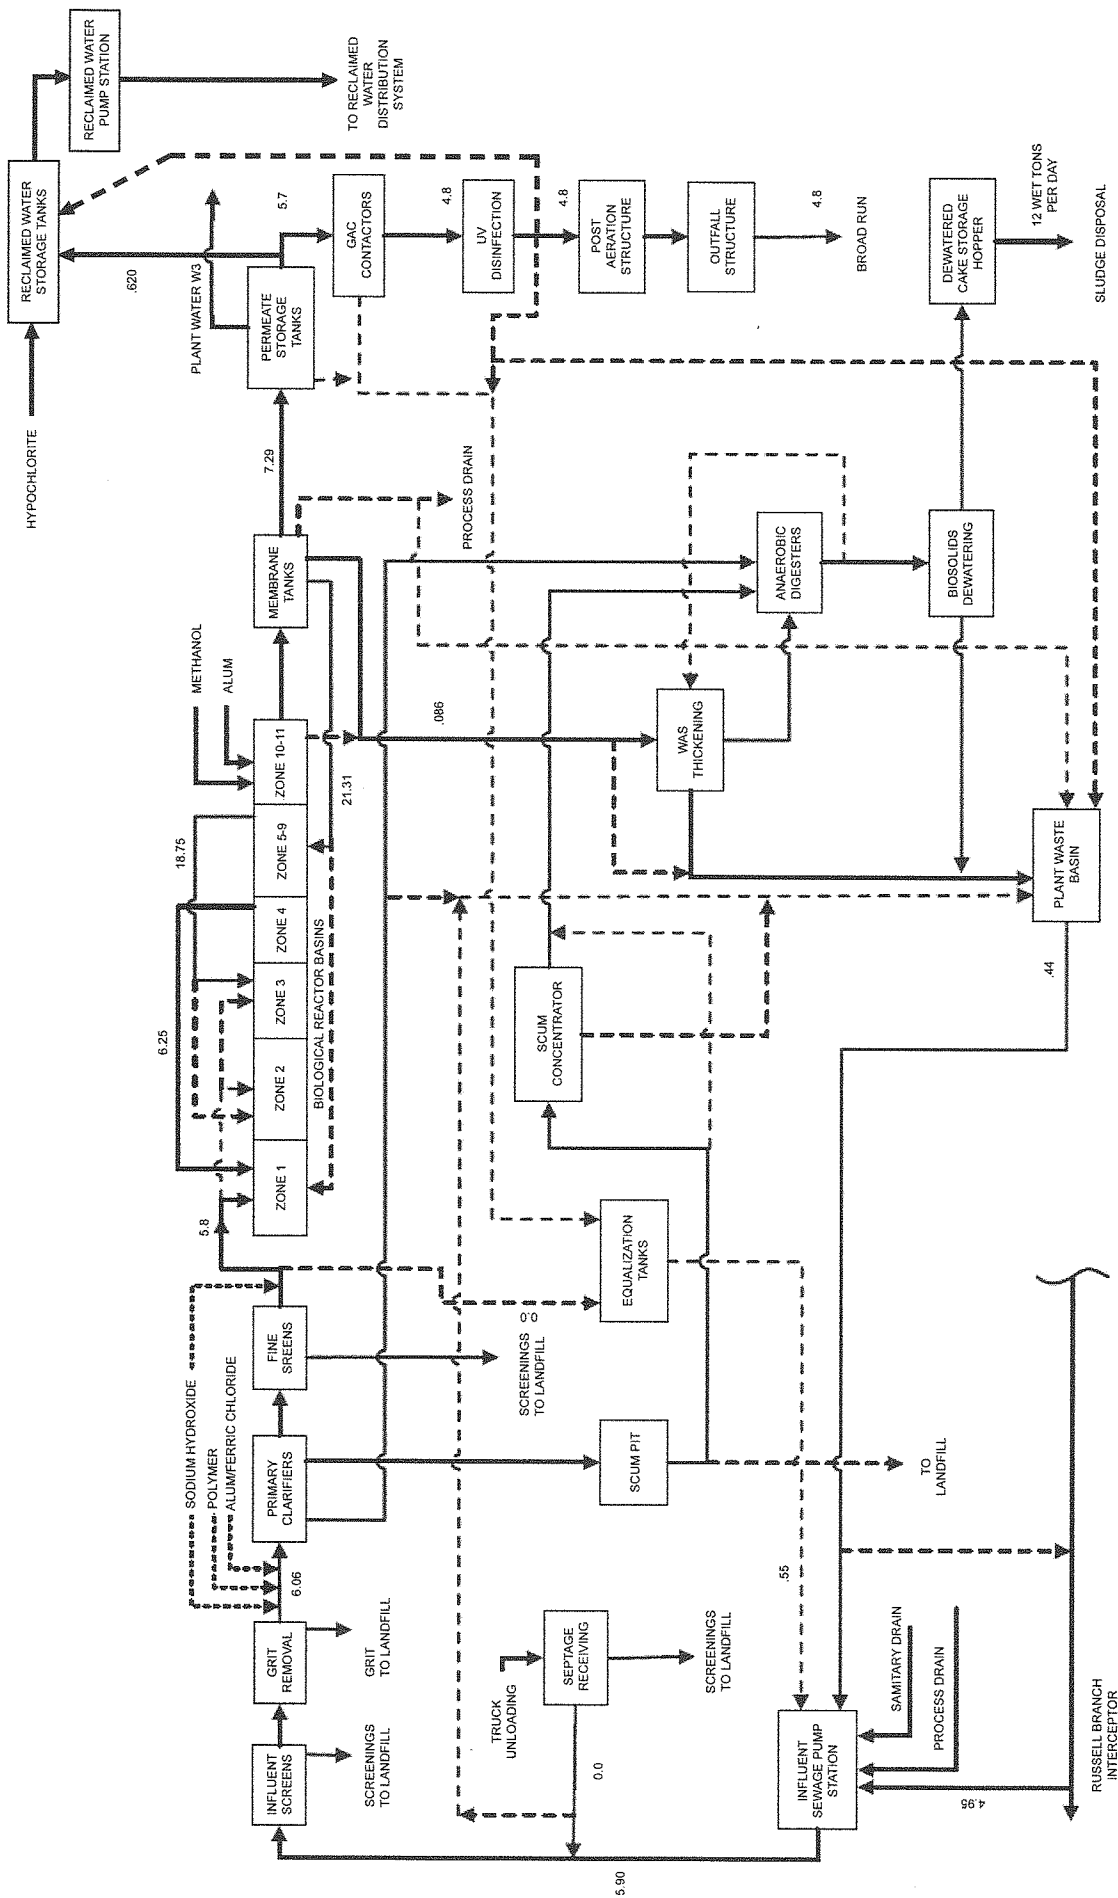 HYPOCHLORITE
RECLAIMED WATER
STORAGE TANKS
RECLAIMED WATER
PUMP STATION
TO RECLAIMED
WATER
DISTRIBUTION
SYSTEM
.620
PLANT WATER W3
SODIUM HYDROXIDE
POLYMER
ALUM/FERRIC CHLORIDE
6.25
18.75
METHANOL
ALUM
INFLUENT
SCREENS
GRIT
REMOVAL
6.06
PRIMARY
CLARIFIERS
FINE
SREENS
5.8
ZONE 1
ZONE 2
ZONE 3
ZONE 4
ZONE 5-9
ZONE 10-11
BIOLOGICAL REACTOR BASINS
21.31
MEMBRANE
TANKS
7.29
PERMEATE
STORAGE
TANKS
5.7
SCREENINGS
TO LANDFILL
GRIT
TO LANDFILL
GAC
CONTACTORS
4.8
.086
PROCESS DRAIN
UV
DISINFECTION
4.8
TRUCK
UNLOADING
SEPTAGE
RECEIVING
0.0
SCREENINGS
TO LANDFILL
SCREENINGS
TO LANDFILL
0.0
SCUM PIT
EQUALIZATION
TANKS
SCUM
CONCENTRATOR
POST
AERATION
STRUCTURE
WAS
THICKENING
ANAEROBIC
DIGESTERS
OUTFALL
STRUCTURE
4.8
BROAD RUN
5.90
INFLUENT
SEWAGE PUMP
STATION
.55
SAMITARY DRAIN
PROCESS DRAIN
4.95
TO
LANDFILL
BIOSOLIDS
DEWATERING
DEWATERED
CAKE STORAGE
HOPPER
12 WET TONS
PER DAY
SLUDGE DISPOSAL
.44
PLANT WASTE
BASIN
RUSSELL BRANCH
INTERCEPTOR